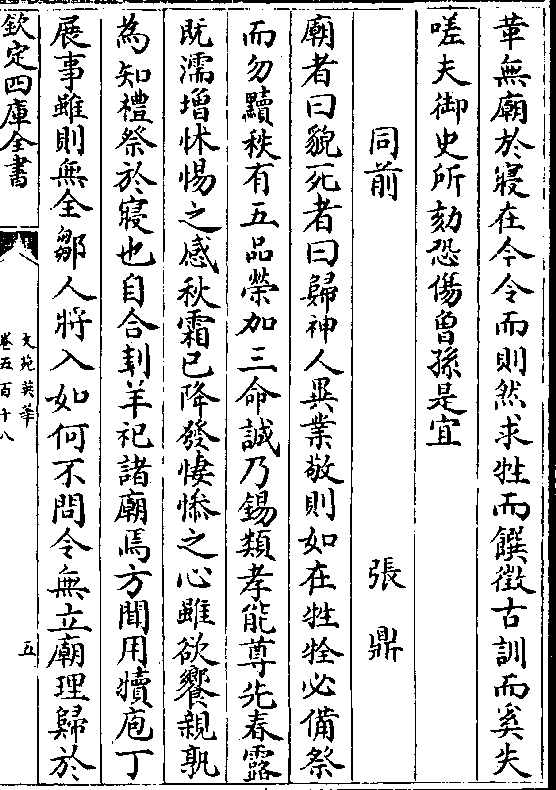 葦無廟於寢在今令而則然求牲而饌徵古訓而奚失
嗟夫御史所劾恐傷曾孫是宜
同前 張鼎
廟者曰貌死者曰歸神人異業敬則如在牲牷必備祭
而勿黷秩有五品榮加三命誠乃錫類孝能尊先春露
既濡增怵惕之感秋霜已降發悽慘之心雖欲饗親孰
為知禮祭於寢也自合刲羊祀諸廟焉方聞用犢庖丁
展事雖則無全鄹人將入如何不問令無立廟理歸於
欽定四庫全書
文苑英華
卷五百十八
五